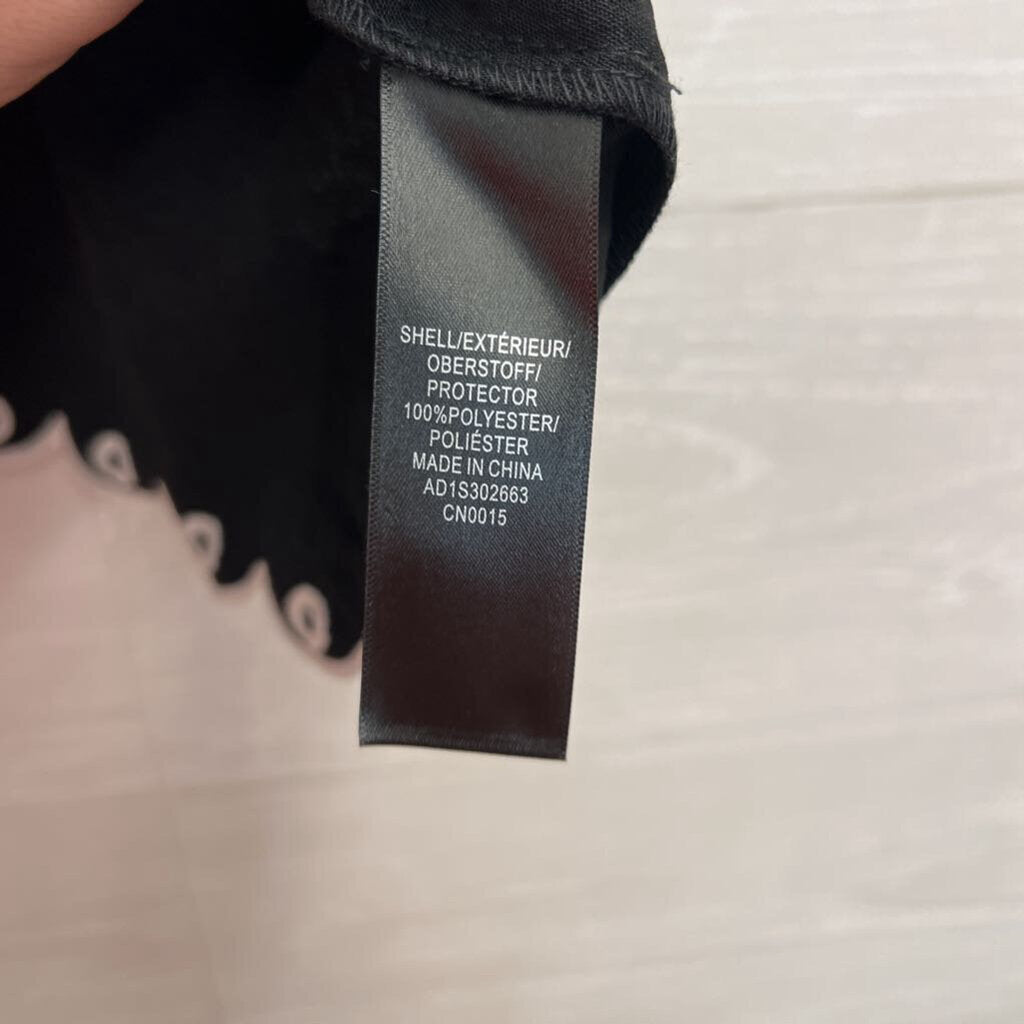 SHELL/EXTÉRIEUR/
OBERSTOFF/
PROTECTOR
100%POLYESTER/
POLIÉSTER
MADE IN CHINA
AD1S302663
CN0015